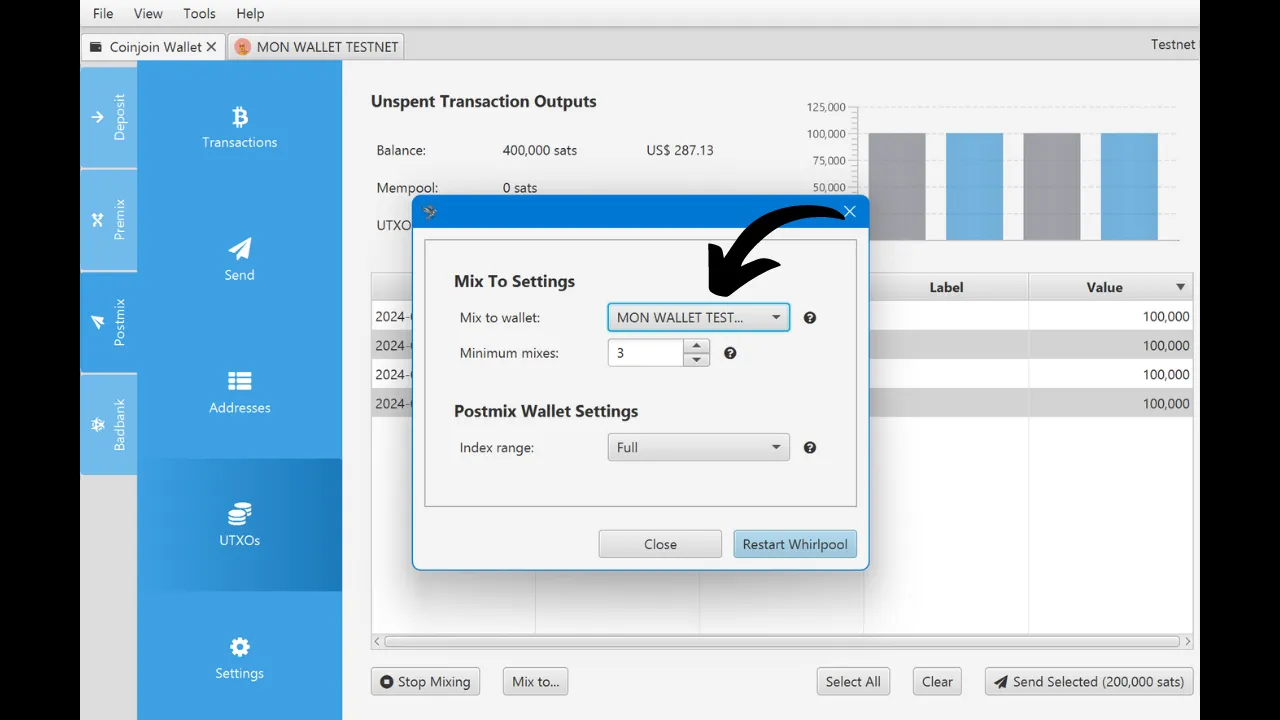 File View Tools Help
Coinjoin Wallet MON WALLET TESTNET Testnet
Deposit
Premix
Postmix
Badbank
Transactions
Send
Addresses
UTXOs
Settings
Unspent Transaction Outputs
Balance: 400,000 sats US$ 287.13
Mempool: 0 sats
UTXO
125,000
100,000
75,000
50,000
Label Value
2024- 100,000
2024- 100,000
2024- 100,000
2024- 100,000
Mix To Settings
Mix to wallet: MON WALLET TEST...
Minimum mixes: 3
Postmix Wallet Settings
Index range: Full
Close Restart Whirlpool
Stop Mixing Mix to... Select All Clear Send Selected (200,000 sats)